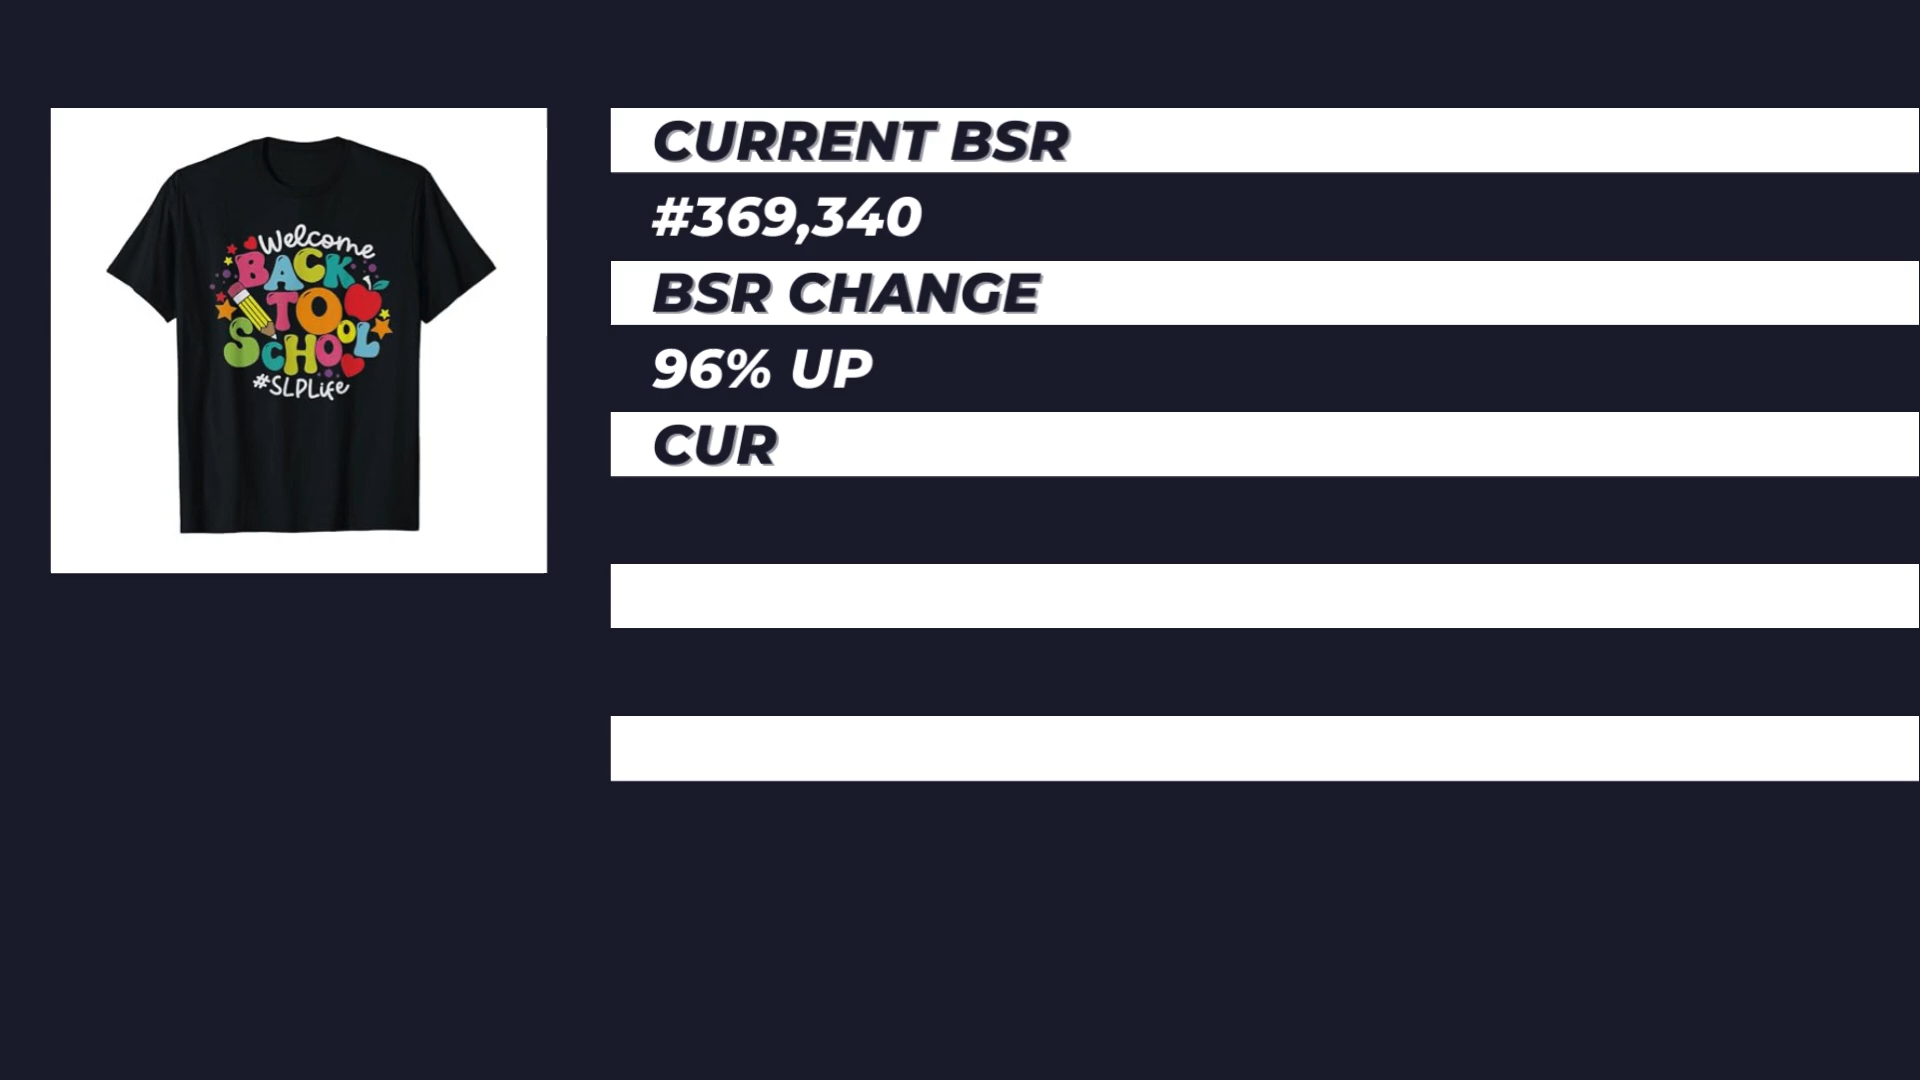 Welcome
BACK
TO
SCHOOL
#SLPLife
CURRENT BSR
#369,340
BSR CHANGE
96% UP
CUR